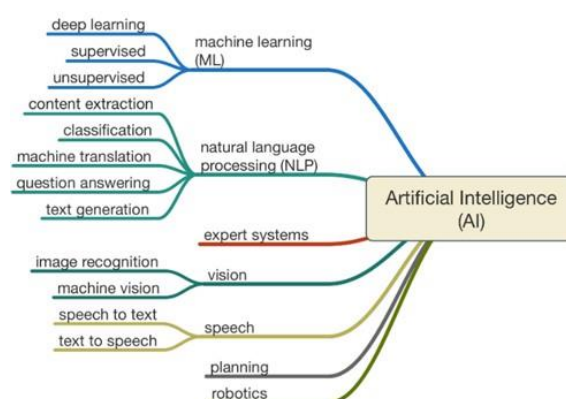 deep learning
supervised
unsupervised
machine learning
(ML)
content extraction
classification
machine translation
question answering
text generation
natural language
processing (NLP)
expert systems
image recognition
machine vision
vision
speech to text
text to speech
speech
planning
robotics
Artificial Intelligence
(AI)